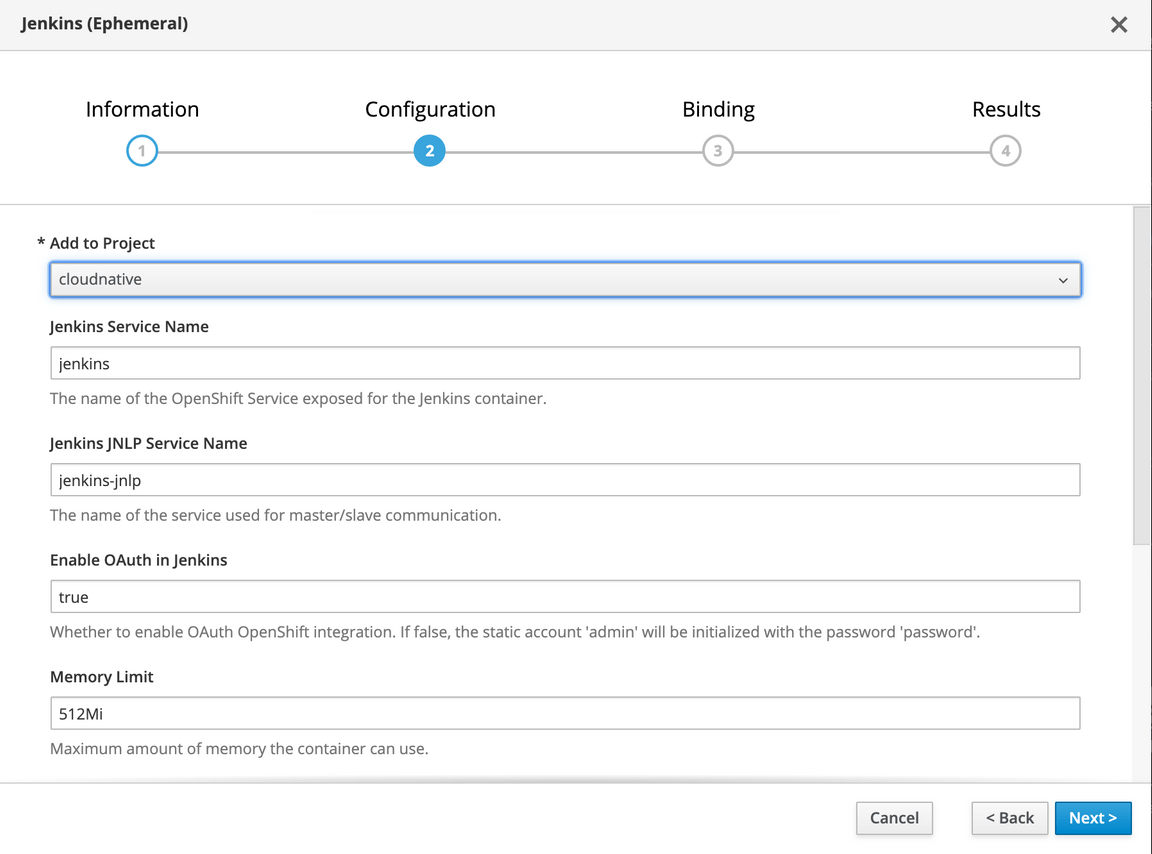 Jenkins (Ephemeral)
Information Configuration Binding Results
1 2 3 4
* Add to Project
cloudnative
Jenkins Service Name
jenkins
The name of the OpenShift Service exposed for the Jenkins container.
Jenkins JNLP Service Name
jenkins-jnlp
The name of the service used for master/slave communication.
Enable OAuth in Jenkins
true
Whether to enable OAuth OpenShift integration. If false, the static account 'admin' will be initialized with the password 'password'.
Memory Limit
512Mi
Maximum amount of memory the container can use.
Cancel < Back Next >